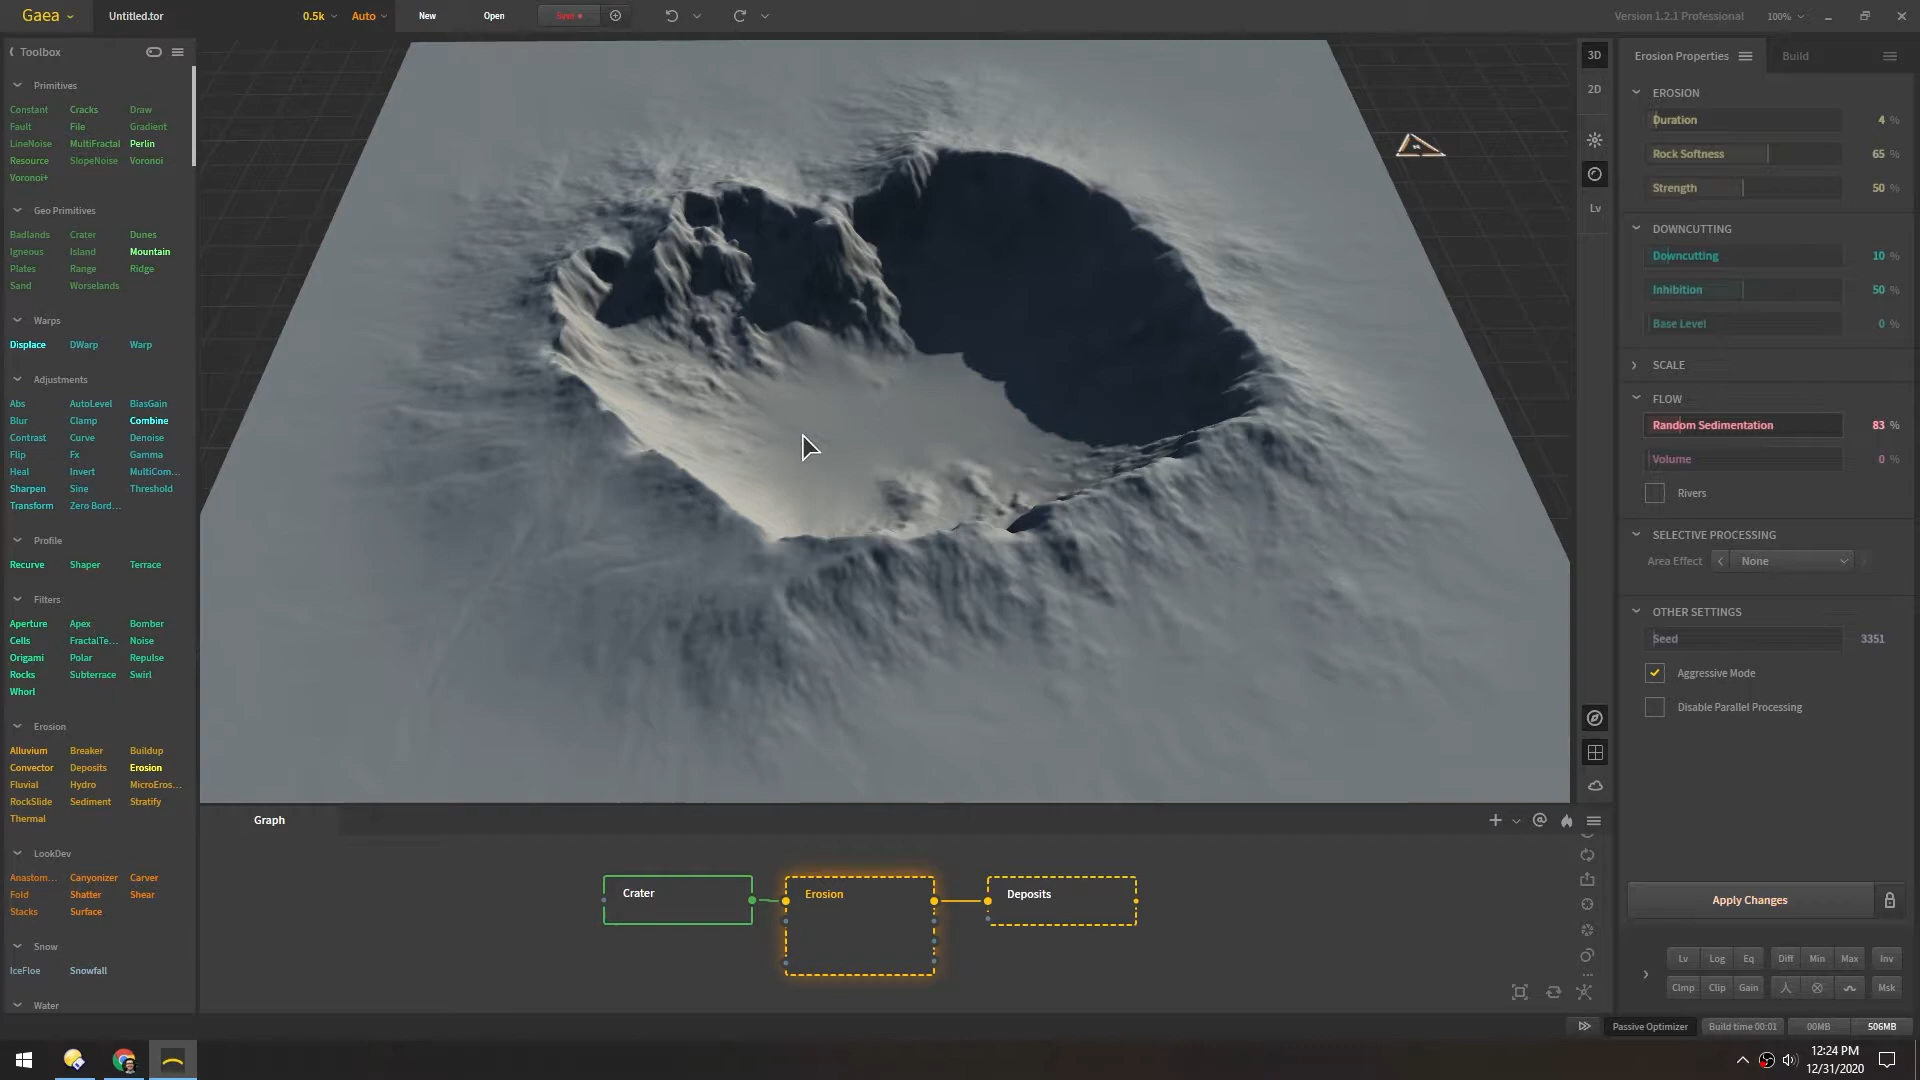 Gaea
Untitled.tor
0.5k
Auto
New
Open
Save
Version 1.2.1 Professional
100%
Toolbox
Primitives
Constant Cracks Draw
Fault File Gradient
LineNoise MultiFractal Perlin
Resource SlopeNoise Voronoi
Voronoi+
Geo Primitives
Badlands Crater Dunes
Igneous Island Mountain
Plates Range Ridge
Sand Worselands
Warps
Displace DWarp Warp
Adjustments
Abs AutoLevel BiasGain
Blur Clamp Combine
Contrast Curve Denoise
Flip Fx Gamma
Heal Invert MultiCom...
Sharpen Sine Threshold
Transform Zero Bord...
Profile
Recurve Shaper Terrace
Filters
Aperture Apex Bomber
Cells FractalTe... Noise
Origami Polar Repulse
Rocks Subterrace Swirl
Whorl
Erosion
Alluvium Breaker Buildup
Convector Deposits Erosion
Fluvial Hydro MicroEros...
RockSlide Sediment Stratify
Thermal
LookDev
Anastom... Canyonizer Carver
Fold Shatter Shear
Stacks Surface
Snow
IceFloe Snowfall
Water
3D
2D
Lv
Graph
Crater
Erosion
Deposits
Erosion Properties
Build
EROSION
Duration 4 %
Rock Softness 65 %
Strength 50 %
DOWNCUTTING
Downcutting 10 %
Inhibition 50 %
Base Level 0 %
SCALE
FLOW
Random Sedimentation 83 %
Volume 0 %
Rivers
SELECTIVE PROCESSING
Area Effect None
OTHER SETTINGS
Seed 3351
Aggressive Mode
Disable Parallel Processing
Apply Changes
Lv Log Eq Diff Min Max Inv
Clmp Clip Gain Msk
Passive Optimizer Build time 00:01 00MB 506MB
12:24 PM
12/31/2020